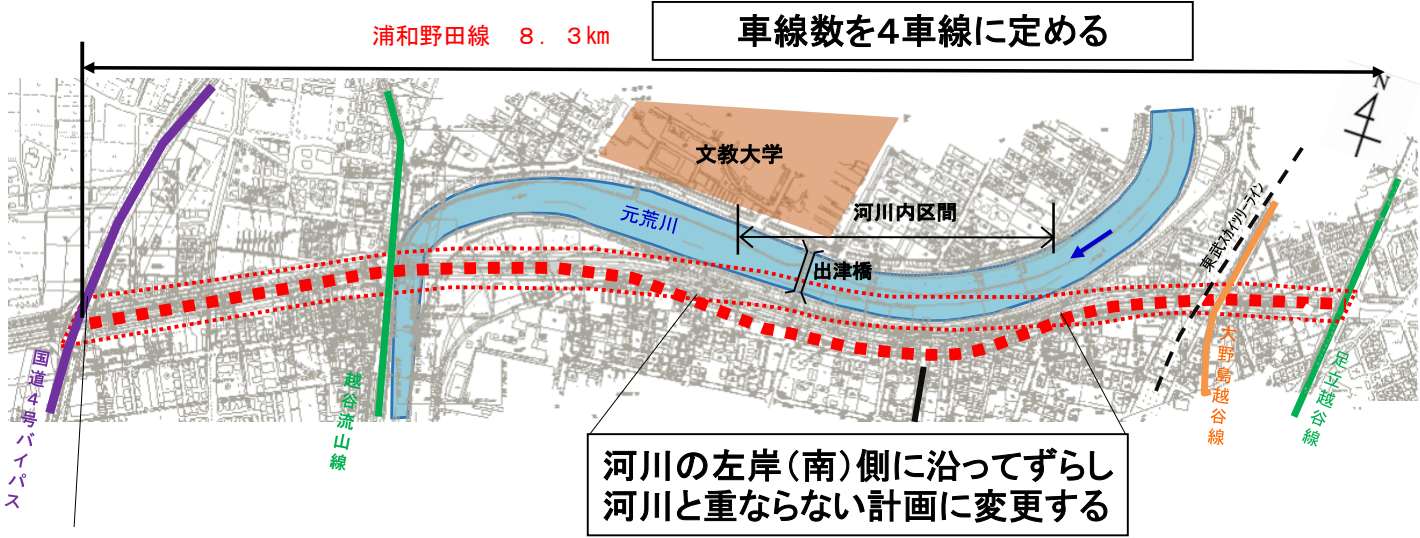 浦和野田線　８．３㎞
車線数を４車線に定める
N
文教大学
河川内区間
元荒川
出津橋
東武スカイツリーライン
国道４号バイパス
越谷流山線
大野島越谷線
足立越谷線
河川の左岸（南）側に沿ってずらし
河川と重ならない計画に変更する